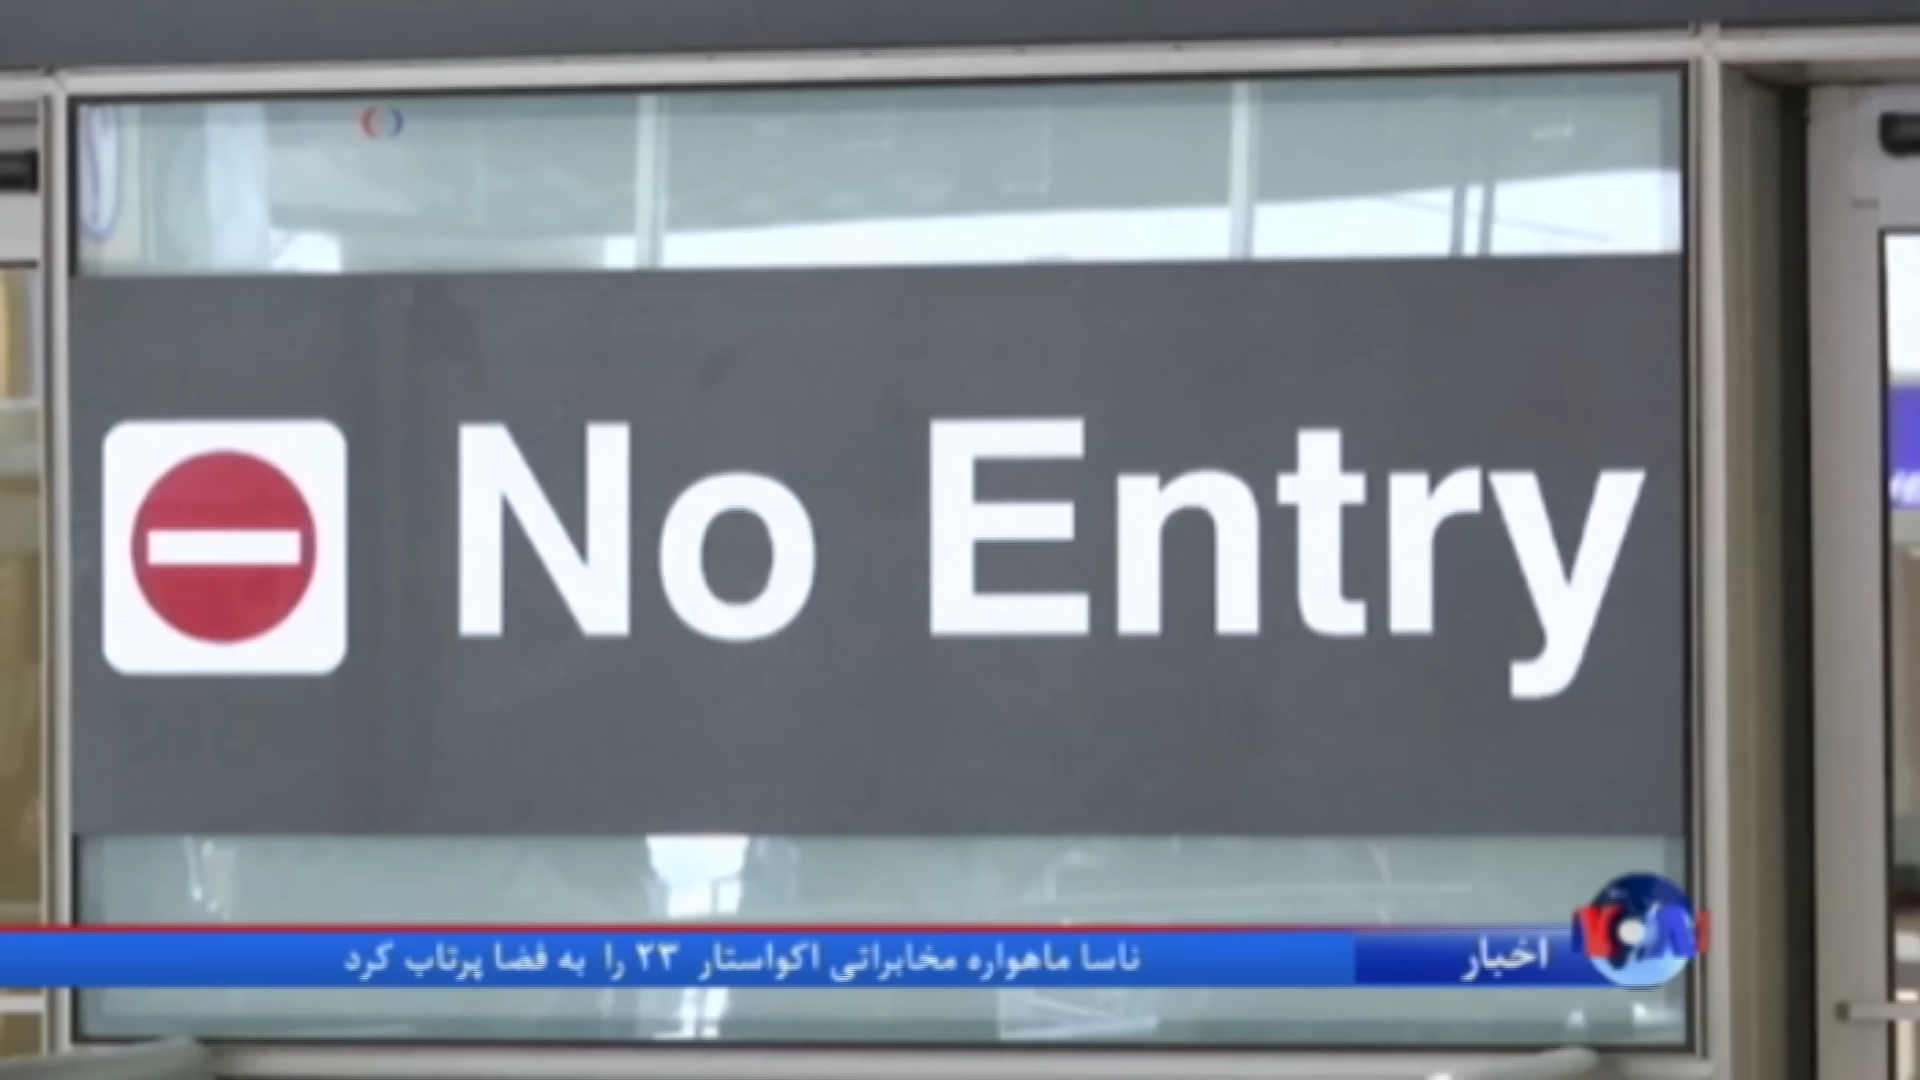 No Entry
ناسا ماهواره مخابراتی اکواستار ۲۳ را به فضا پرتاب کرد
اخبار
VOA